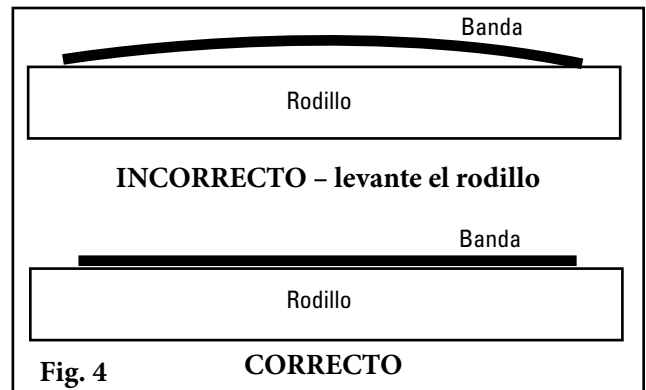 Banda
Rodillo
INCORRECTO – levante el rodillo
Banda
Rodillo
Fig. 4 CORRECTO